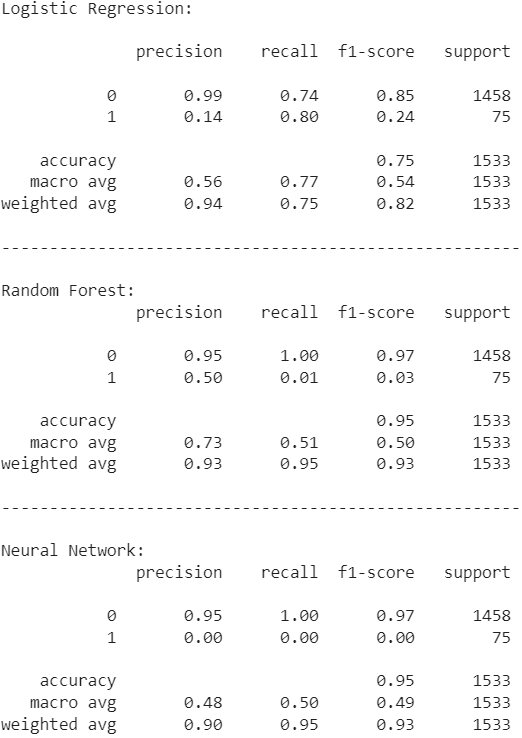 Logistic Regression:
precision recall f1-score support
0 0.99 0.74 0.85 1458
1 0.14 0.80 0.24 75
accuracy 0.75 1533
macro avg 0.56 0.77 0.54 1533
weighted avg 0.94 0.75 0.82 1533
------------------------------------------------------
Random Forest:
precision recall f1-score support
0 0.95 1.00 0.97 1458
1 0.50 0.01 0.03 75
accuracy 0.95 1533
macro avg 0.73 0.51 0.50 1533
weighted avg 0.93 0.95 0.93 1533
------------------------------------------------------
Neural Network:
precision recall f1-score support
0 0.95 1.00 0.97 1458
1 0.00 0.00 0.00 75
accuracy 0.95 1533
macro avg 0.48 0.50 0.49 1533
weighted avg 0.90 0.95 0.93 1533